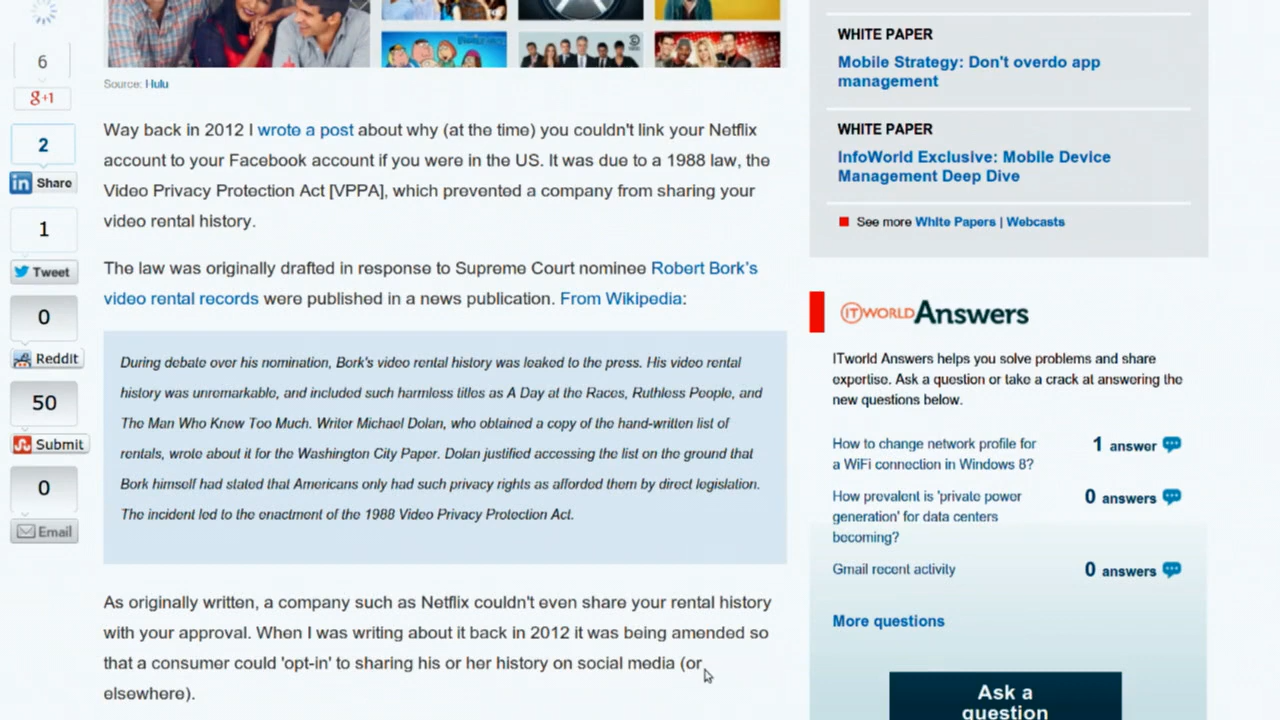 6
g+1
2
in Share
1
Tweet
0
Reddit
50
Submit
0
Email
Source: Hulu
Way back in 2012 I wrote a post about why (at the time) you couldn't link your Netflix
account to your Facebook account if you were in the US. It was due to a 1988 law, the
Video Privacy Protection Act [VPPA], which prevented a company from sharing your
video rental history.
The law was originally drafted in response to Supreme Court nominee Robert Bork's
video rental records were published in a news publication. From Wikipedia:
During debate over his nomination, Bork's video rental history was leaked to the press. His video rental
history was unremarkable, and included such harmless titles as A Day at the Races, Ruthless People, and
The Man Who Knew Too Much. Writer Michael Dolan, who obtained a copy of the hand-written list of
rentals, wrote about it for the Washington City Paper. Dolan justified accessing the list on the ground that
Bork himself had stated that Americans only had such privacy rights as afforded them by direct legislation.
The incident led to the enactment of the 1988 Video Privacy Protection Act.
As originally written, a company such as Netflix couldn't even share your rental history
with your approval. When I was writing about it back in 2012 it was being amended so
that a consumer could 'opt-in' to sharing his or her history on social media (or
elsewhere).
WHITE PAPER
Mobile Strategy: Don't overdo app
management
WHITE PAPER
InfoWorld Exclusive: Mobile Device
Management Deep Dive
See more White Papers | Webcasts
ITWORLD Answers
ITworld Answers helps you solve problems and share
expertise. Ask a question or take a crack at answering the
new questions below.
How to change network profile for
a WiFi connection in Windows 8?
1 answer
How prevalent is 'private power
generation' for data centers
becoming?
0 answers
Gmail recent activity
0 answers
More questions
Ask a
question